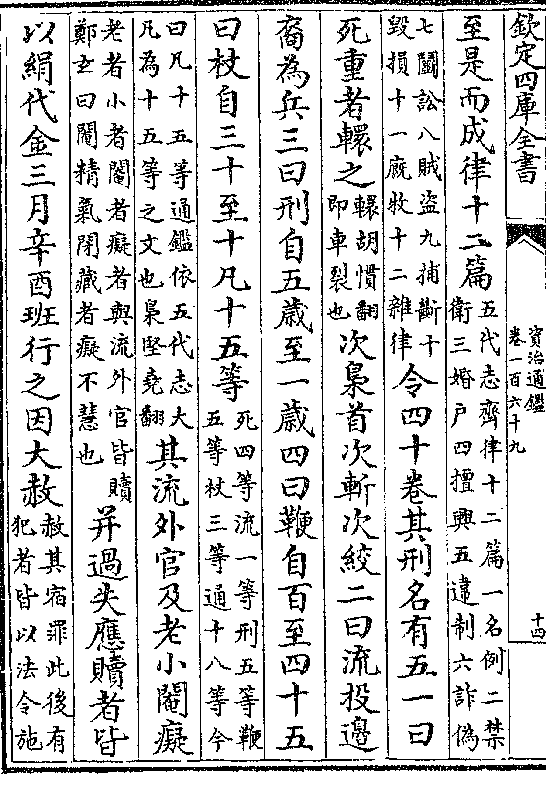 欽定四庫全書
資治通鑑
卷一百六十九
十四
至是而成律十二篇
五代志齊律十二篇一名例二禁
衛三婚户四擅興五違制六詐偽
七鬭訟八賊盜九捕斷十
毀損十一廐牧十二雜律
令四十卷其刑名有五一曰
死重者轘之
轘胡慣翻
即車裂也
次梟首次斬次絞二曰流投邊
裔為兵三曰刑自五歲至一歲四曰鞭自百至四十五
曰杖自三十至十凡十五等
死四等流一等刑五等鞭
五等杖三等通十八等今
曰凡十五等通鑑依五代志大
凡為十五等之文也梟堅堯翻
其流外官及老小閹癡
老者小者閹者癡者與流外官皆贖
鄭玄曰閹精氣閉藏者癡不慧也
并過失應贖者皆
以絹代金三月辛酉班行之因大赦
赦其宿罪此後有
犯者皆以法令施